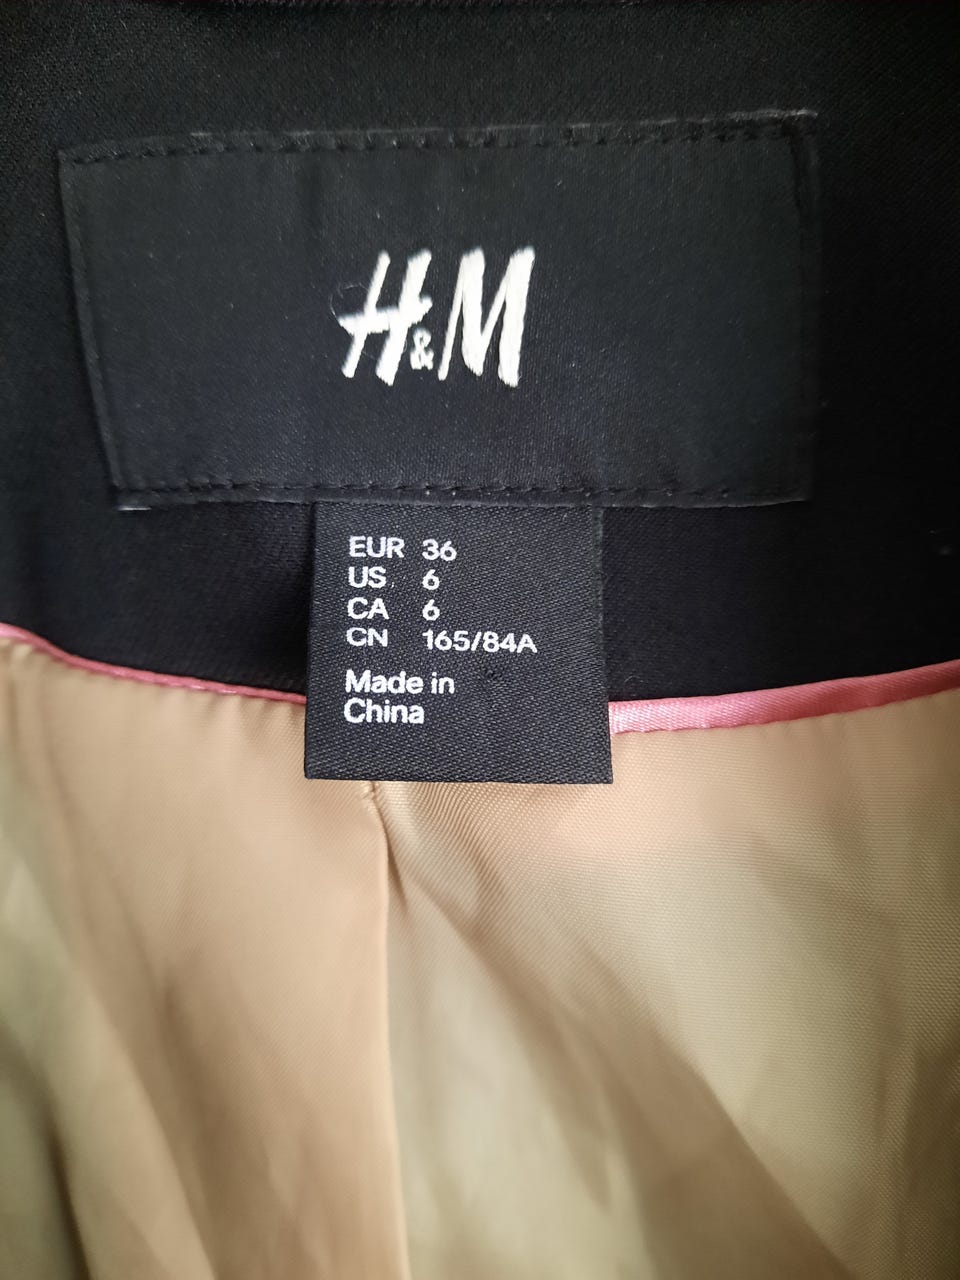 H&M
EUR 36
US 6
CA 6
CN 165/84A
Made in
China